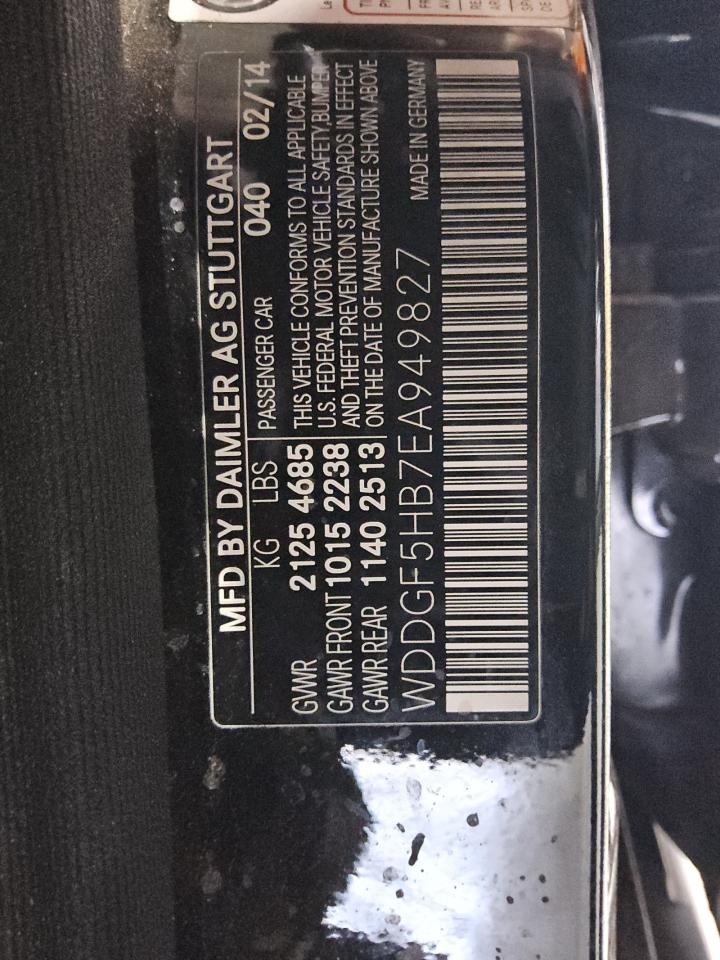 MFD BY DAIMLER AG STUTTGART
KG LBS PASSENGER CAR 040 02/14
GVWR 2125 4685 THIS VEHICLE CONFORMS TO ALL APPLICABLE
GAWR FRONT 1015 2238 U.S. FEDERAL MOTOR VEHICLE SAFETY,BUMPER
AND THEFT PREVENTION STANDARDS IN EFFECT
GAWR REAR 1140 2513 ON THE DATE OF MANUFACTURE SHOWN ABOVE
WDDGF5HB7EA949827 MADE IN GERMANY